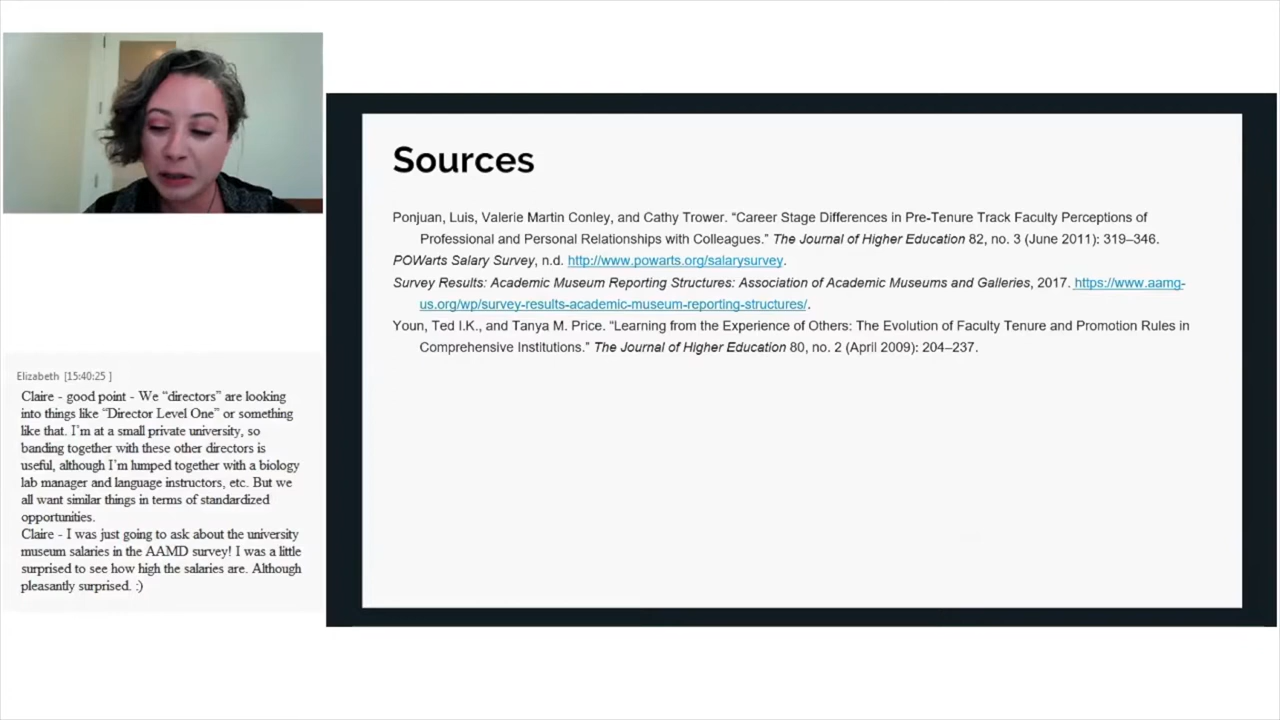 Sources
Ponjuan, Luis, Valerie Martin Conley, and Cathy Trower. “Career Stage Differences in Pre-Tenure Track Faculty Perceptions of
Professional and Personal Relationships with Colleagues.” The Journal of Higher Education 82, no. 3 (June 2011): 319–346.
POWarts Salary Survey, n.d. http://www.powarts.org/salarysurvey.
Survey Results: Academic Museum Reporting Structures: Association of Academic Museums and Galleries, 2017. https://www.aamg-
us.org/wp/survey-results-academic-museum-reporting-structures/.
Youn, Ted I.K., and Tanya M. Price. “Learning from the Experience of Others: The Evolution of Faculty Tenure and Promotion Rules in
Comprehensive Institutions.” The Journal of Higher Education 80, no. 2 (April 2009): 204–237.
Elizabeth [15:40:25 ]
Claire - good point - We “directors” are looking
into things like “Director Level One” or something
like that. I’m at a small private university, so
banding together with these other directors is
useful, although I’m lumped together with a biology
lab manager and language instructors, etc. But we
all want similar things in terms of standardized
opportunities.
Claire - I was just going to ask about the university
museum salaries in the AAMD survey! I was a little
surprised to see how high the salaries are. Although
pleasantly surprised. :)